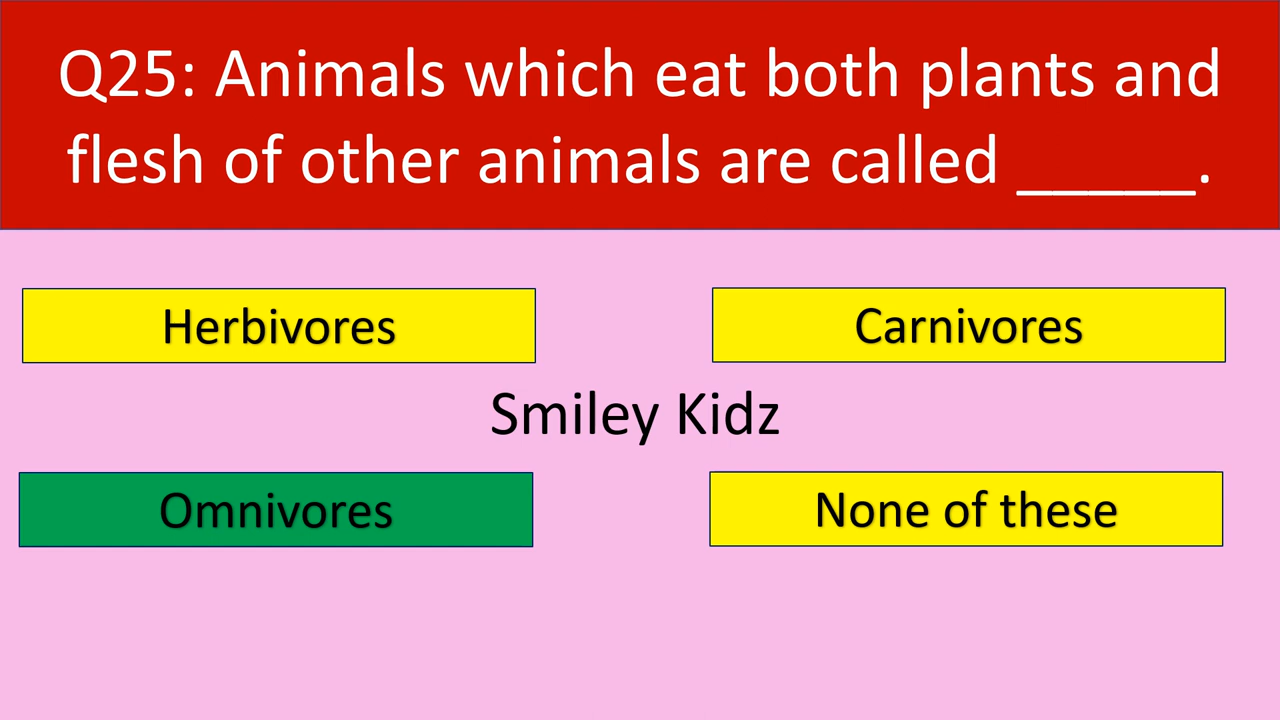 Q25: Animals which eat both plants and
flesh of other animals are called _____.
Herbivores
Carnivores
Smiley Kidz
Omnivores
None of these